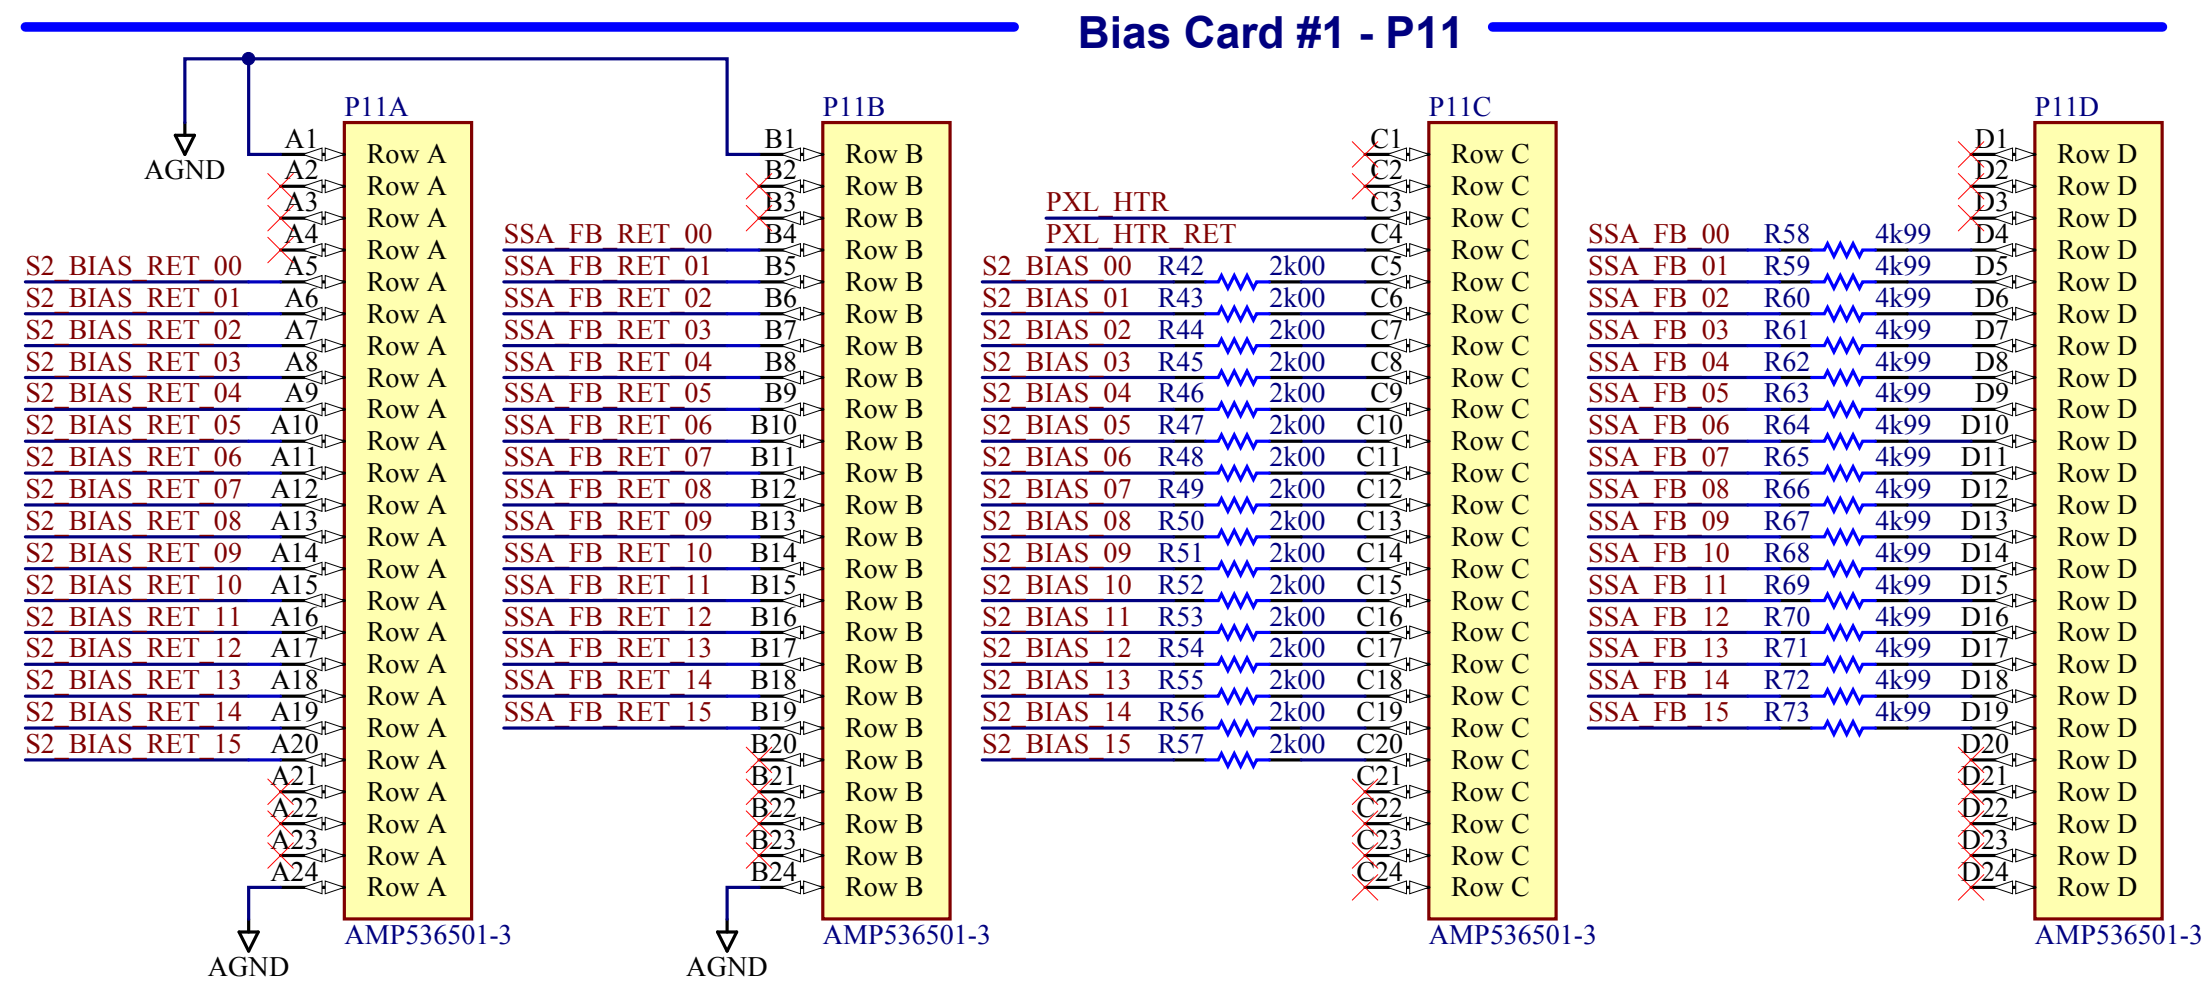 Bias Card #1 - P11
P11A
A1 Row A
A2 Row A
A3 Row A
A4 Row A
S2_BIAS_RET_00 A5 Row A
S2_BIAS_RET_01 A6 Row A
S2_BIAS_RET_02 A7 Row A
S2_BIAS_RET_03 A8 Row A
S2_BIAS_RET_04 A9 Row A
S2_BIAS_RET_05 A10 Row A
S2_BIAS_RET_06 A11 Row A
S2_BIAS_RET_07 A12 Row A
S2_BIAS_RET_08 A13 Row A
S2_BIAS_RET_09 A14 Row A
S2_BIAS_RET_10 A15 Row A
S2_BIAS_RET_11 A16 Row A
S2_BIAS_RET_12 A17 Row A
S2_BIAS_RET_13 A18 Row A
S2_BIAS_RET_14 A19 Row A
S2_BIAS_RET_15 A20 Row A
A21 Row A
A22 Row A
A23 Row A
A24 Row A
AMP536501-3
AGND
AGND
P11B
B1 Row B
B2 Row B
B3 Row B
SSA_FB_RET_00 B4 Row B
SSA_FB_RET_01 B5 Row B
SSA_FB_RET_02 B6 Row B
SSA_FB_RET_03 B7 Row B
SSA_FB_RET_04 B8 Row B
SSA_FB_RET_05 B9 Row B
SSA_FB_RET_06 B10 Row B
SSA_FB_RET_07 B11 Row B
SSA_FB_RET_08 B12 Row B
SSA_FB_RET_09 B13 Row B
SSA_FB_RET_10 B14 Row B
SSA_FB_RET_11 B15 Row B
SSA_FB_RET_12 B16 Row B
SSA_FB_RET_13 B17 Row B
SSA_FB_RET_14 B18 Row B
SSA_FB_RET_15 B19 Row B
B20 Row B
B21 Row B
B22 Row B
B23 Row B
B24 Row B
AMP536501-3
AGND
P11C
C1 Row C
C2 Row C
PXL_HTR C3 Row C
PXL_HTR_RET C4 Row C
S2_BIAS_00 R42 2k00 C5 Row C
S2_BIAS_01 R43 2k00 C6 Row C
S2_BIAS_02 R44 2k00 C7 Row C
S2_BIAS_03 R45 2k00 C8 Row C
S2_BIAS_04 R46 2k00 C9 Row C
S2_BIAS_05 R47 2k00 C10 Row C
S2_BIAS_06 R48 2k00 C11 Row C
S2_BIAS_07 R49 2k00 C12 Row C
S2_BIAS_08 R50 2k00 C13 Row C
S2_BIAS_09 R51 2k00 C14 Row C
S2_BIAS_10 R52 2k00 C15 Row C
S2_BIAS_11 R53 2k00 C16 Row C
S2_BIAS_12 R54 2k00 C17 Row C
S2_BIAS_13 R55 2k00 C18 Row C
S2_BIAS_14 R56 2k00 C19 Row C
S2_BIAS_15 R57 2k00 C20 Row C
C21 Row C
C22 Row C
C23 Row C
C24 Row C
AMP536501-3
P11D
D1 Row D
D2 Row D
D3 Row D
SSA_FB_00 R58 4k99 D4 Row D
SSA_FB_01 R59 4k99 D5 Row D
SSA_FB_02 R60 4k99 D6 Row D
SSA_FB_03 R61 4k99 D7 Row D
SSA_FB_04 R62 4k99 D8 Row D
SSA_FB_05 R63 4k99 D9 Row D
SSA_FB_06 R64 4k99 D10 Row D
SSA_FB_07 R65 4k99 D11 Row D
SSA_FB_08 R66 4k99 D12 Row D
SSA_FB_09 R67 4k99 D13 Row D
SSA_FB_10 R68 4k99 D14 Row D
SSA_FB_11 R69 4k99 D15 Row D
SSA_FB_12 R70 4k99 D16 Row D
SSA_FB_13 R71 4k99 D17 Row D
SSA_FB_14 R72 4k99 D18 Row D
SSA_FB_15 R73 4k99 D19 Row D
D20 Row D
D21 Row D
D22 Row D
D23 Row D
D24 Row D
AMP536501-3